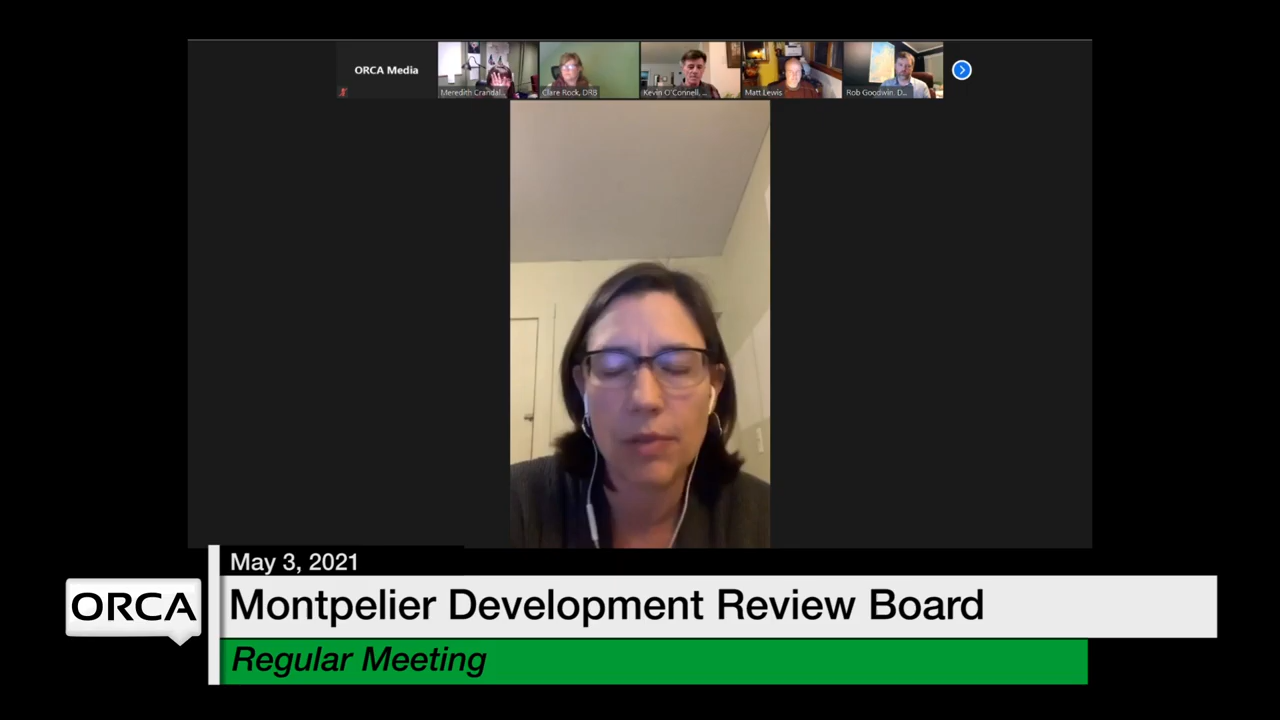 ORCA Media
Meredith Crandal...
Clare Rock, DRB
Kevin O'Connell, ...
Matt Lewis
Rob Goodwin, D...
May 3, 2021
ORCA
Montpelier Development Review Board
Regular Meeting